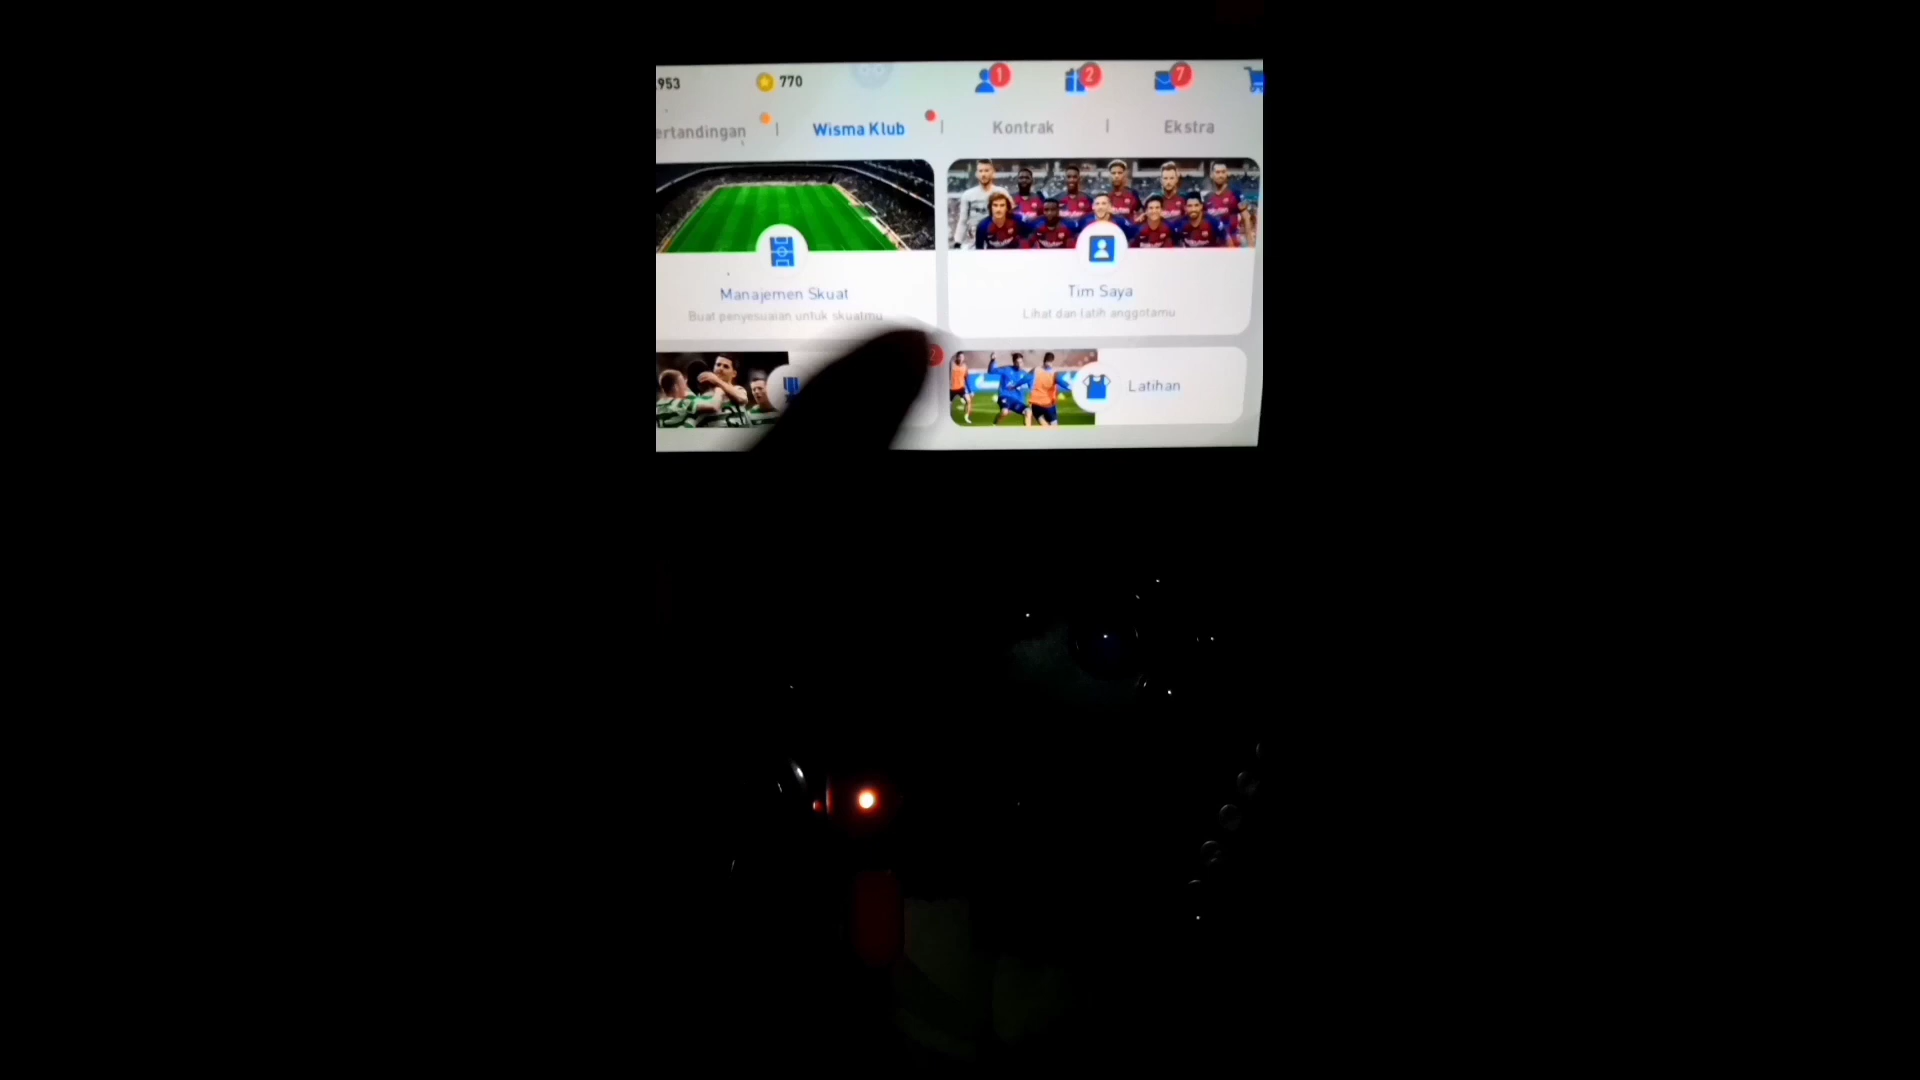 953 770 1 2 7
ertandingan | Wisma Klub | Kontrak | Ekstra
Manajemen Skuat
Buat penyesuaian untuk skuatmu
Tim Saya
Lihat dan latih anggotamu
2
Latihan